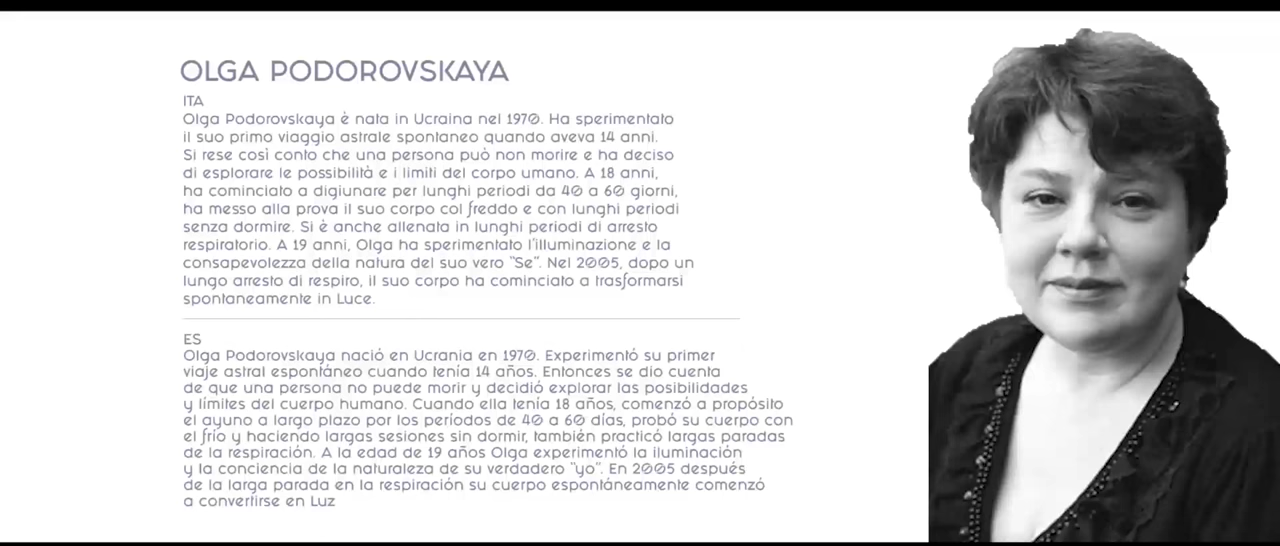 OLGA PODOROVSKAYA
ITA
Olga Podorovskaya è nata in Ucraina nel 1970. Ha sperimentato
il suo primo viaggio astrale spontaneo quando aveva 14 anni.
Si rese così conto che una persona può non morire e ha deciso
di esplorare le possibilità e i limiti del corpo umano. A 18 anni,
ha cominciato a digiunare per lunghi periodi da 40 a 60 giorni,
ha messo alla prova il suo corpo col freddo e con lunghi periodi
senza dormire. Si è anche allenata in lunghi periodi di arresto
respiratorio. A 19 anni, Olga ha sperimentato l'illuminazione e la
consapevolezza della natura del suo vero "Se". Nel 2005, dopo un
lungo arresto di respiro, il suo corpo ha cominciato a trasformarsi
spontaneamente in Luce.
ES
Olga Podorovskaya nació en Ucrania en 1970. Experimentó su primer
viaje astral espontáneo cuando tenía 14 años. Entonces se dio cuenta
de que una persona no puede morir y decidió explorar las posibilidades
y límites del cuerpo humano. Cuando ella tenía 18 años, comenzó a propósito
el ayuno a largo plazo por los períodos de 40 a 60 días, probó su cuerpo con
el frío y haciendo largas sesiones sin dormir, también practicó largas paradas
de la respiración. A la edad de 19 años Olga experimentó la iluminación
y la conciencia de la naturaleza de su verdadero "yo". En 2005 después
de la larga parada en la respiración su cuerpo espontáneamente comenzó
a convertirse en Luz